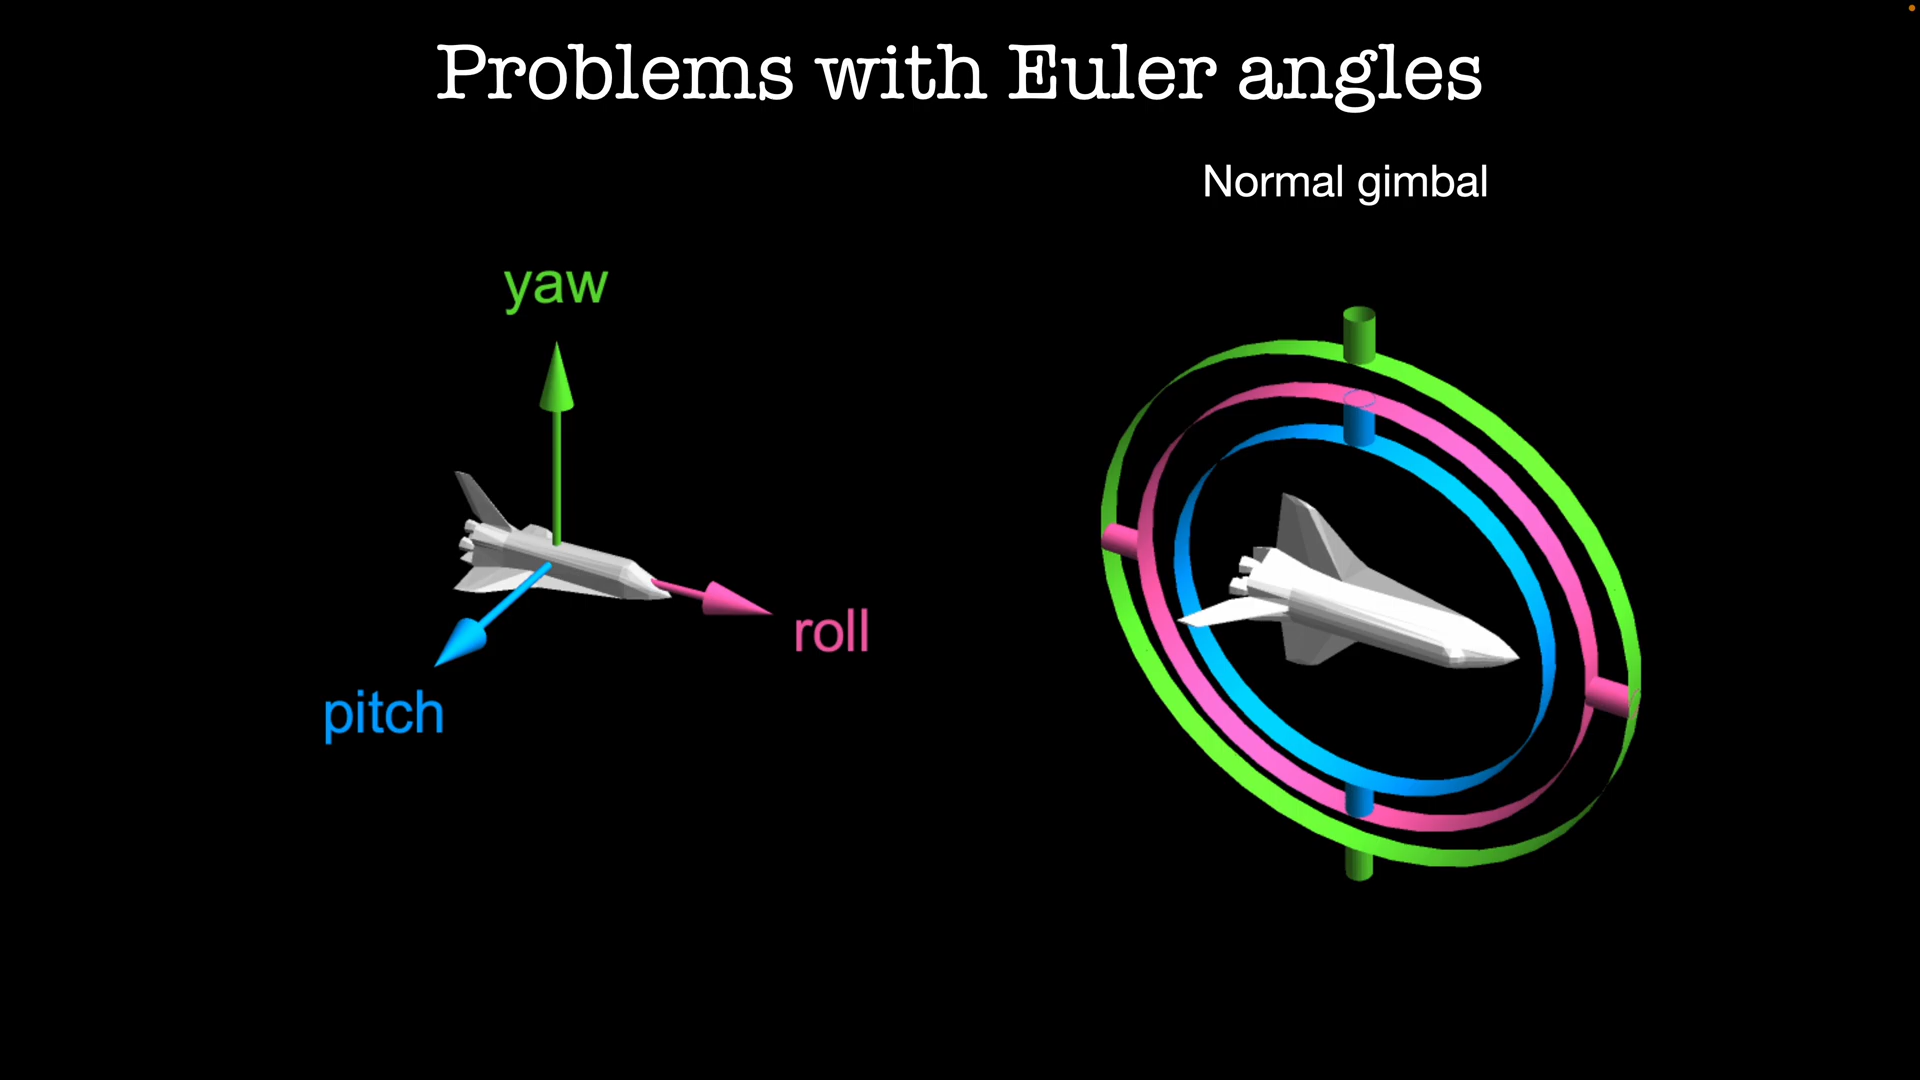 Problems with Euler angles
Normal gimbal
yaw
roll
pitch